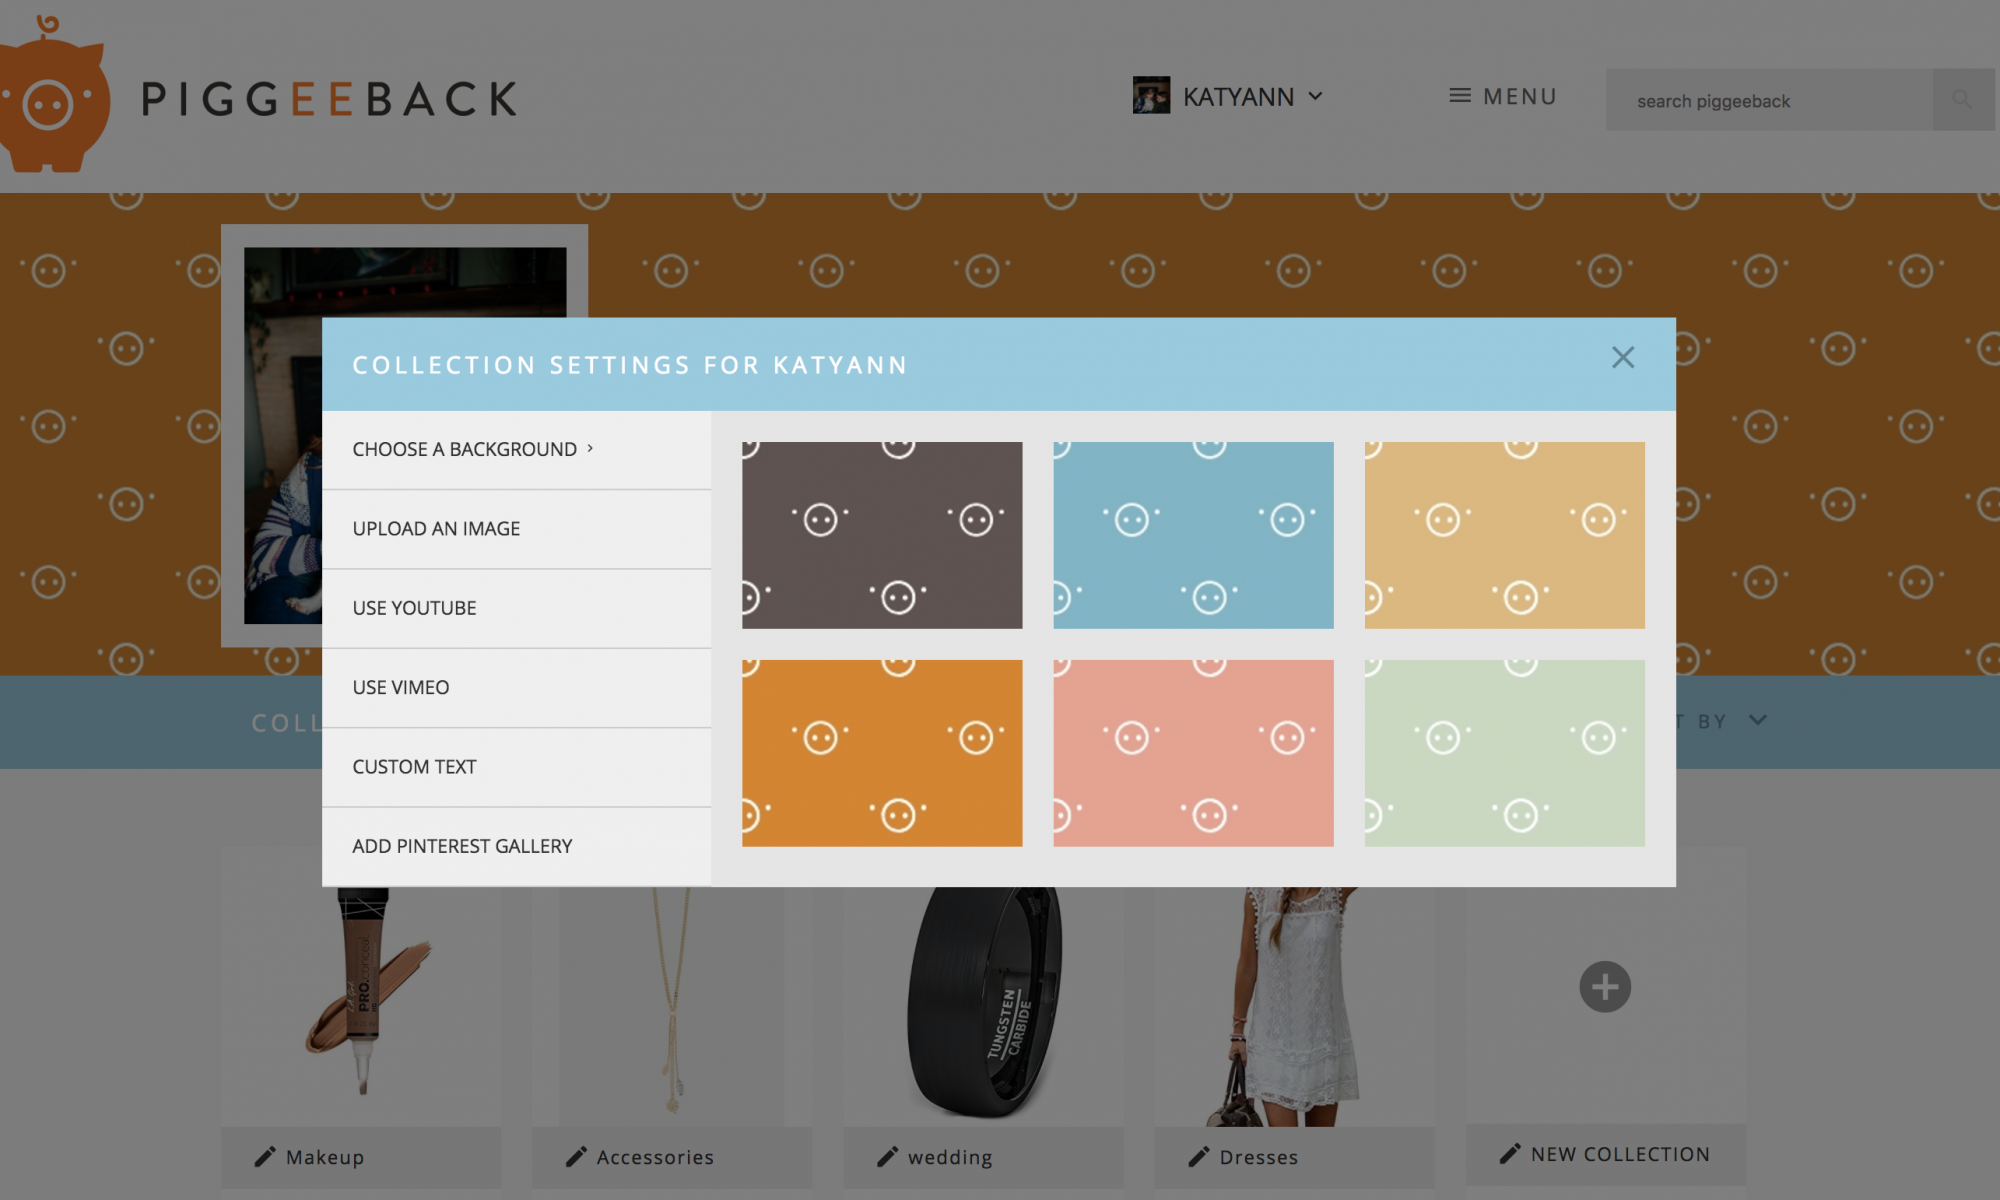 PIGGEEBACK
KATYANN
MENU
search piggeeback
COLLECTION SETTINGS FOR KATYANN
CHOOSE A BACKGROUND
UPLOAD AN IMAGE
USE YOUTUBE
USE VIMEO
CUSTOM TEXT
ADD PINTEREST GALLERY
COLL
T BY
PRO.conceal
TUNGSTEN
CARBIDE
Makeup
Accessories
wedding
Dresses
NEW COLLECTION